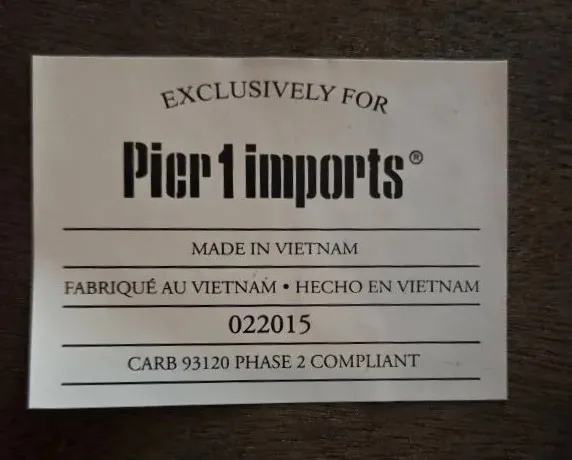 EXCLUSIVELY FOR
Pier 1 imports®
MADE IN VIETNAM
FABRIQUÉ AU VIETNAM • HECHO EN VIETNAM
022015
CARB 93120 PHASE 2 COMPLIANT